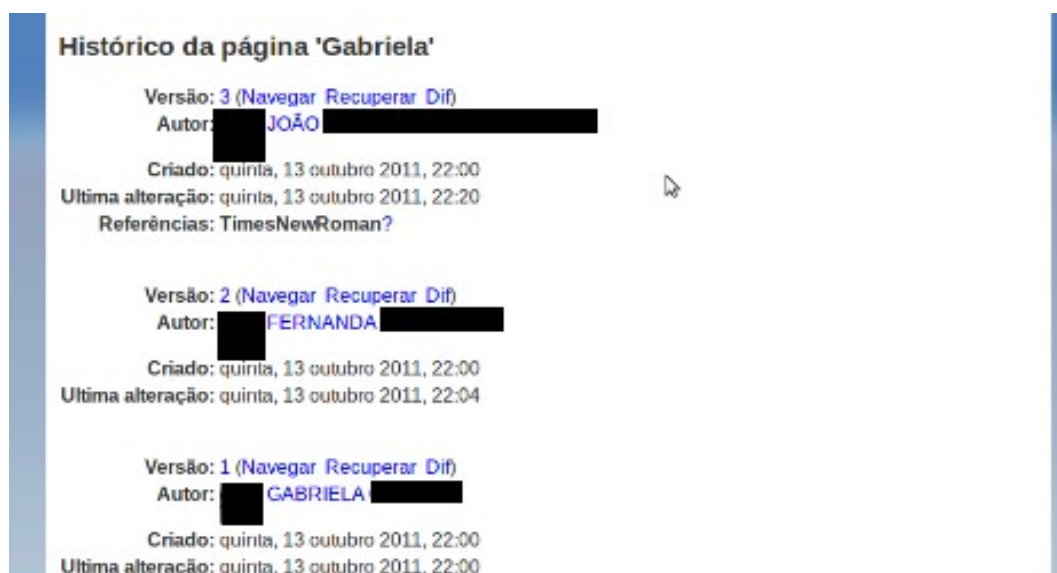 Histórico da página 'Gabriela'
Versão: 3 (Navegar Recuperar Dif)
Autor: JOÃO
Criado: quinta, 13 outubro 2011, 22:00
Ultima alteração: quinta, 13 outubro 2011, 22:20
Referências: TimesNewRoman?
Versão: 2 (Navegar Recuperar Dif)
Autor: FERNANDA
Criado: quinta, 13 outubro 2011, 22:00
Ultima alteração: quinta, 13 outubro 2011, 22:04
Versão: 1 (Navegar Recuperar Dif)
Autor: GABRIELA
Criado: quinta, 13 outubro 2011, 22:00
Ultima alteração: quinta, 13 outubro 2011, 22:00